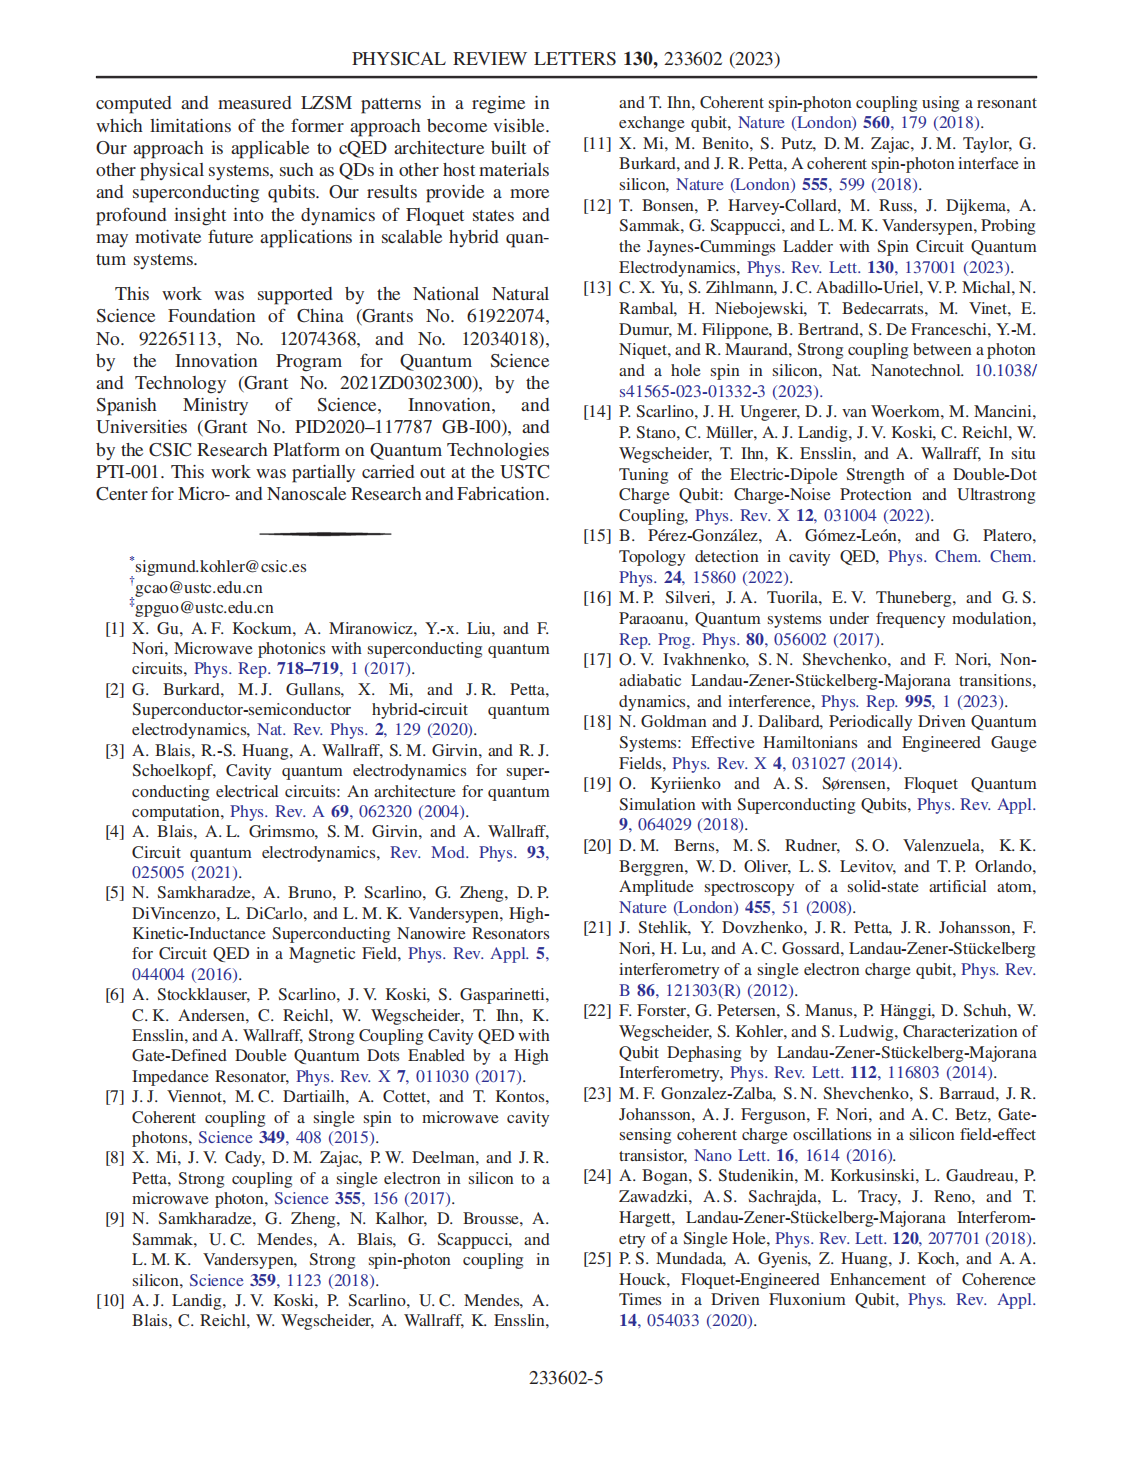 PHYSICAL REVIEW LETTERS 130, 233602 (2023)
computed and measured LZSM patterns in a regime in
which limitations of the former approach become visible.
Our approach is applicable to cQED architecture built of
other physical systems, such as QDs in other host materials
and superconducting qubits. Our results provide a more
profound insight into the dynamics of Floquet states and
may motivate future applications in scalable hybrid quan-
tum systems.
This work was supported by the National Natural
Science Foundation of China (Grants No. 61922074,
No. 92265113, No. 12074368, and No. 12034018),
by the Innovation Program for Quantum Science
and Technology (Grant No. 2021ZD0302300), by the
Spanish Ministry of Science, Innovation, and
Universities (Grant No. PID2020–117787 GB-I00), and
by the CSIC Research Platform on Quantum Technologies
PTI-001. This work was partially carried out at the USTC
Center for Micro- and Nanoscale Research and Fabrication.
*sigmund.kohler@csic.es
†gcao@ustc.edu.cn
‡gpguo@ustc.edu.cn
[1] X. Gu, A. F. Kockum, A. Miranowicz, Y.-x. Liu, and F.
Nori, Microwave photonics with superconducting quantum
circuits, Phys. Rep. 718–719, 1 (2017).
[2] G. Burkard, M. J. Gullans, X. Mi, and J. R. Petta,
Superconductor-semiconductor hybrid-circuit quantum
electrodynamics, Nat. Rev. Phys. 2, 129 (2020).
[3] A. Blais, R.-S. Huang, A. Wallraff, S. M. Girvin, and R. J.
Schoelkopf, Cavity quantum electrodynamics for super-
conducting electrical circuits: An architecture for quantum
computation, Phys. Rev. A 69, 062320 (2004).
[4] A. Blais, A. L. Grimsmo, S. M. Girvin, and A. Wallraff,
Circuit quantum electrodynamics, Rev. Mod. Phys. 93,
025005 (2021).
[5] N. Samkharadze, A. Bruno, P. Scarlino, G. Zheng, D. P.
DiVincenzo, L. DiCarlo, and L. M. K. Vandersypen, High-
Kinetic-Inductance Superconducting Nanowire Resonators
for Circuit QED in a Magnetic Field, Phys. Rev. Appl. 5,
044004 (2016).
[6] A. Stockklauser, P. Scarlino, J. V. Koski, S. Gasparinetti,
C. K. Andersen, C. Reichl, W. Wegscheider, T. Ihn, K.
Ensslin, and A. Wallraff, Strong Coupling Cavity QED with
Gate-Defined Double Quantum Dots Enabled by a High
Impedance Resonator, Phys. Rev. X 7, 011030 (2017).
[7] J. J. Viennot, M. C. Dartiailh, A. Cottet, and T. Kontos,
Coherent coupling of a single spin to microwave cavity
photons, Science 349, 408 (2015).
[8] X. Mi, J. V. Cady, D. M. Zajac, P. W. Deelman, and J. R.
Petta, Strong coupling of a single electron in silicon to a
microwave photon, Science 355, 156 (2017).
[9] N. Samkharadze, G. Zheng, N. Kalhor, D. Brousse, A.
Sammak, U. C. Mendes, A. Blais, G. Scappucci, and
L. M. K. Vandersypen, Strong spin-photon coupling in
silicon, Science 359, 1123 (2018).
[10] A. J. Landig, J. V. Koski, P. Scarlino, U. C. Mendes, A.
Blais, C. Reichl, W. Wegscheider, A. Wallraff, K. Ensslin,
and T. Ihn, Coherent spin-photon coupling using a resonant
exchange qubit, Nature (London) 560, 179 (2018).
[11] X. Mi, M. Benito, S. Putz, D. M. Zajac, J. M. Taylor, G.
Burkard, and J. R. Petta, A coherent spin-photon interface in
silicon, Nature (London) 555, 599 (2018).
[12] T. Bonsen, P. Harvey-Collard, M. Russ, J. Dijkema, A.
Sammak, G. Scappucci, and L. M. K. Vandersypen, Probing
the Jaynes-Cummings Ladder with Spin Circuit Quantum
Electrodynamics, Phys. Rev. Lett. 130, 137001 (2023).
[13] C. X. Yu, S. Zihlmann, J. C. Abadillo-Uriel, V. P. Michal, N.
Rambal, H. Niebojewski, T. Bedecarrats, M. Vinet, E.
Dumur, M. Filippone, B. Bertrand, S. De Franceschi, Y.-M.
Niquet, and R. Maurand, Strong coupling between a photon
and a hole spin in silicon, Nat. Nanotechnol. 10.1038/
s41565-023-01332-3 (2023).
[14] P. Scarlino, J. H. Ungerer, D. J. van Woerkom, M. Mancini,
P. Stano, C. Müller, A. J. Landig, J. V. Koski, C. Reichl, W.
Wegscheider, T. Ihn, K. Ensslin, and A. Wallraff, In situ
Tuning of the Electric-Dipole Strength of a Double-Dot
Charge Qubit: Charge-Noise Protection and Ultrastrong
Coupling, Phys. Rev. X 12, 031004 (2022).
[15] B. Pérez-González, A. Gómez-León, and G. Platero,
Topology detection in cavity QED, Phys. Chem. Chem.
Phys. 24, 15860 (2022).
[16] M. P. Silveri, J. A. Tuorila, E. V. Thuneberg, and G. S.
Paraoanu, Quantum systems under frequency modulation,
Rep. Prog. Phys. 80, 056002 (2017).
[17] O. V. Ivakhnenko, S. N. Shevchenko, and F. Nori, Non-
adiabatic Landau-Zener-Stückelberg-Majorana transitions,
dynamics, and interference, Phys. Rep. 995, 1 (2023).
[18] N. Goldman and J. Dalibard, Periodically Driven Quantum
Systems: Effective Hamiltonians and Engineered Gauge
Fields, Phys. Rev. X 4, 031027 (2014).
[19] O. Kyriienko and A. S. Sørensen, Floquet Quantum
Simulation with Superconducting Qubits, Phys. Rev. Appl.
9, 064029 (2018).
[20] D. M. Berns, M. S. Rudner, S. O. Valenzuela, K. K.
Berggren, W. D. Oliver, L. S. Levitov, and T. P. Orlando,
Amplitude spectroscopy of a solid-state artificial atom,
Nature (London) 455, 51 (2008).
[21] J. Stehlik, Y. Dovzhenko, J. R. Petta, J. R. Johansson, F.
Nori, H. Lu, and A. C. Gossard, Landau-Zener-Stückelberg
interferometry of a single electron charge qubit, Phys. Rev.
B 86, 121303(R) (2012).
[22] F. Forster, G. Petersen, S. Manus, P. Hänggi, D. Schuh, W.
Wegscheider, S. Kohler, and S. Ludwig, Characterization of
Qubit Dephasing by Landau-Zener-Stückelberg-Majorana
Interferometry, Phys. Rev. Lett. 112, 116803 (2014).
[23] M. F. Gonzalez-Zalba, S. N. Shevchenko, S. Barraud, J. R.
Johansson, A. J. Ferguson, F. Nori, and A. C. Betz, Gate-
sensing coherent charge oscillations in a silicon field-effect
transistor, Nano Lett. 16, 1614 (2016).
[24] A. Bogan, S. Studenikin, M. Korkusinski, L. Gaudreau, P.
Zawadzki, A. S. Sachrajda, L. Tracy, J. Reno, and T.
Hargett, Landau-Zener-Stückelberg-Majorana Interferom-
etry of a Single Hole, Phys. Rev. Lett. 120, 207701 (2018).
[25] P. S. Mundada, A. Gyenis, Z. Huang, J. Koch, and A. A.
Houck, Floquet-Engineered Enhancement of Coherence
Times in a Driven Fluxonium Qubit, Phys. Rev. Appl.
14, 054033 (2020).
233602-5